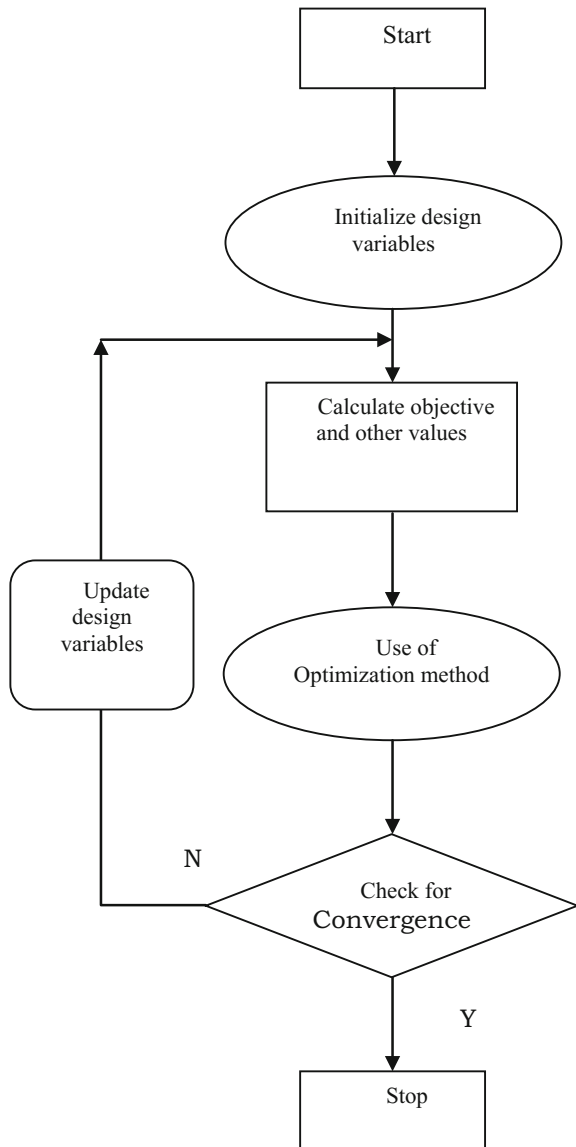 Start
Initialize design
variables
Calculate objective
and other values
Update
design
variables
Use of
Optimization method
N
Check for
Convergence
Y
Stop